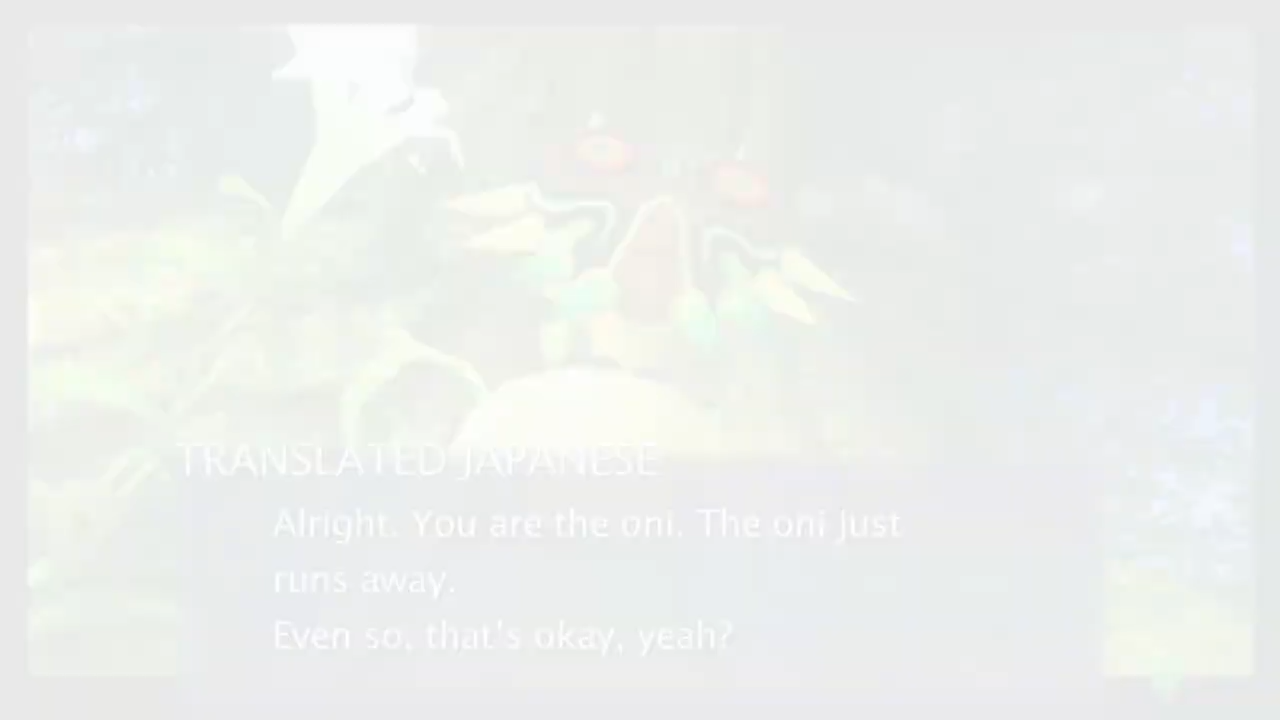 TRANSLATED JAPANESE
Alright. You are the oni. The oni just
runs away.
Even so, that's okay, yeah?